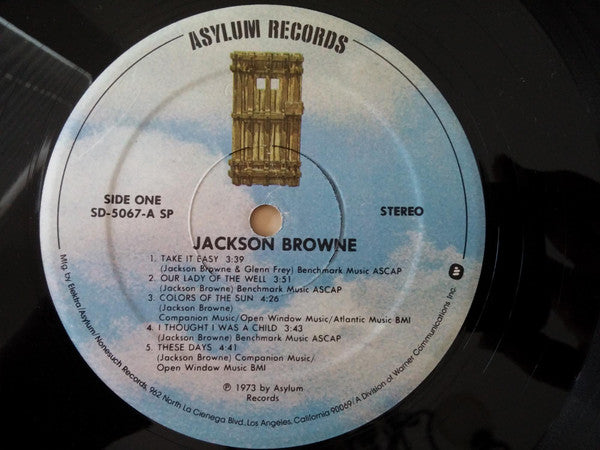 ASYLUM RECORDS
SIDE ONE
SD-5067-A SP
STEREO
JACKSON BROWNE
1. TAKE IT EASY 3:39
(Jackson Browne & Glenn Frey) Benchmark Music ASCAP
2. OUR LADY OF THE WELL 3:51
(Jackson Browne) Benchmark Music ASCAP
3. COLORS OF THE SUN 4:26
(Jackson Browne)
Companion Music/Open Window Music/Atlantic Music BMI
4. I THOUGHT I WAS A CHILD 3:43
(Jackson Browne) Benchmark Music ASCAP
5. THESE DAYS 4:41
(Jackson Browne) Companion Music/
Open Window Music BMI
℗ 1973 by Asylum
Records
Mfg. by Elektra/Asylum/Nonesuch Records, 962 North La Cienega Blvd., Los Angeles, California 90069/A Division of Warner Communications Inc.